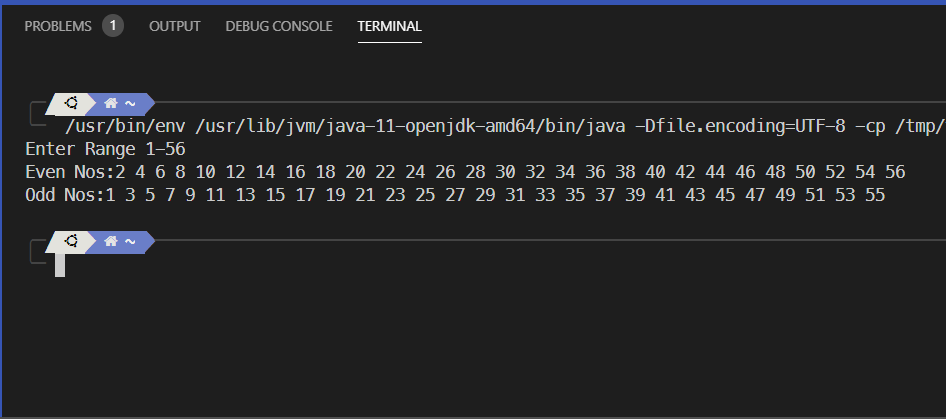 PROBLEMS 1 OUTPUT DEBUG CONSOLE TERMINAL
~
/usr/bin/env /usr/lib/jvm/java-11-openjdk-amd64/bin/java -Dfile.encoding=UTF-8 -cp /tmp/
Enter Range 1-56
Even Nos:2 4 6 8 10 12 14 16 18 20 22 24 26 28 30 32 34 36 38 40 42 44 46 48 50 52 54 56
Odd Nos:1 3 5 7 9 11 13 15 17 19 21 23 25 27 29 31 33 35 37 39 41 43 45 47 49 51 53 55
~